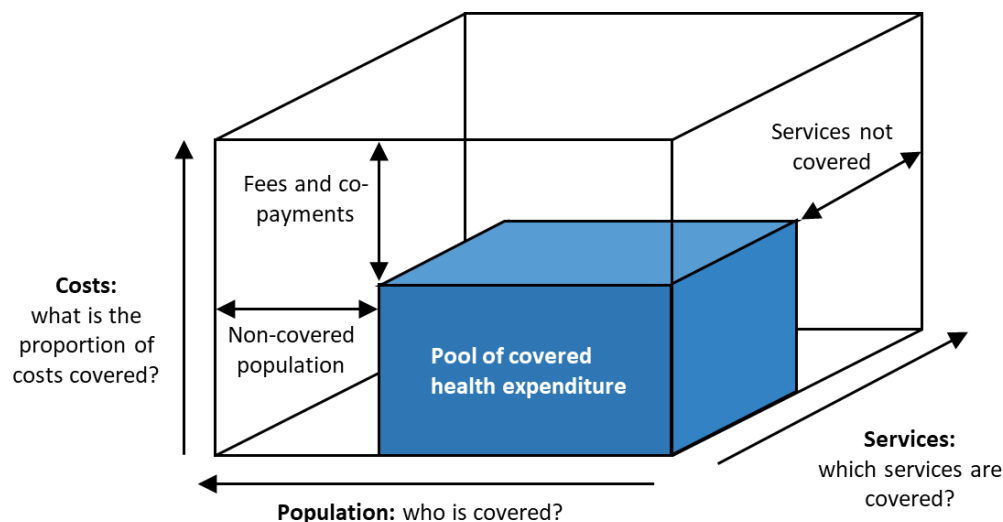 Services not
covered
Fees and co-
payments
Costs:
what is the
proportion of
costs covered?
Non-covered
population
Pool of covered
health expenditure
Services:
which services are
covered?
Population: who is covered?